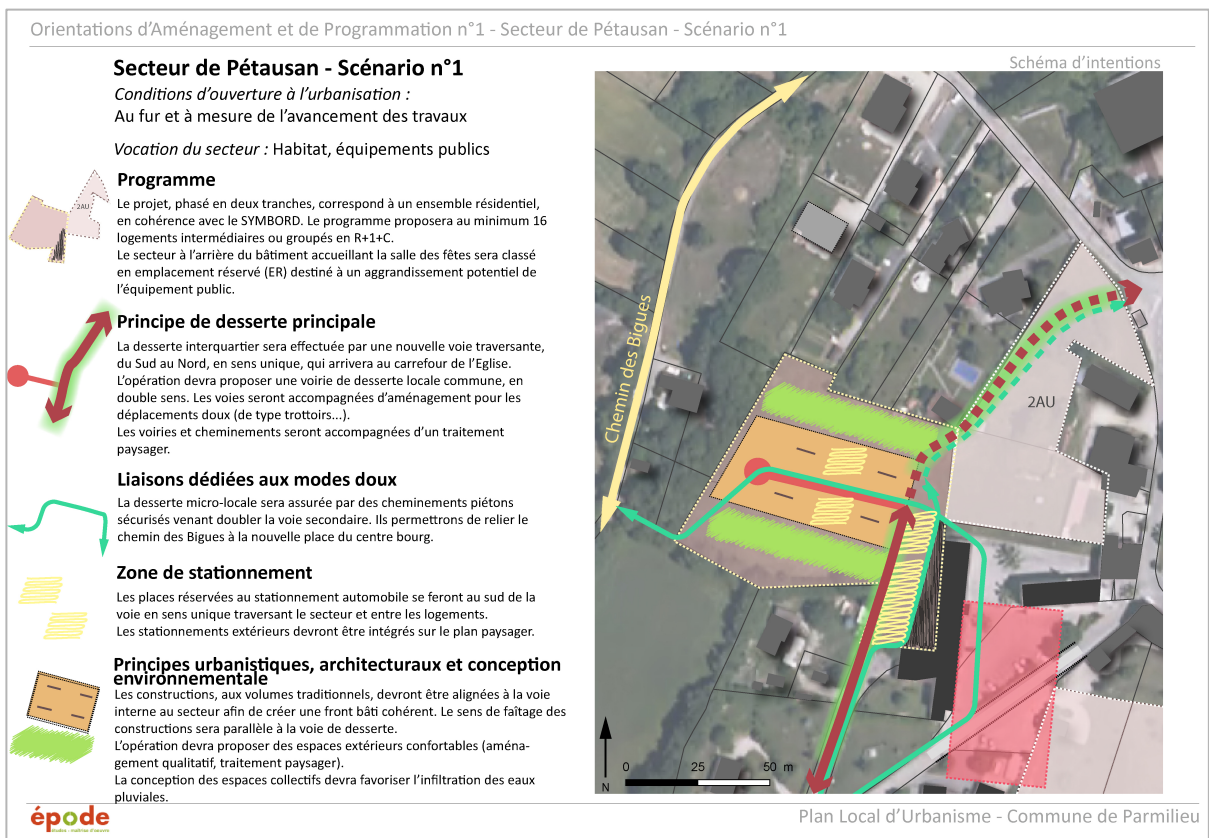 Orientations d'Aménagement et de Programmation n°1 - Secteur de Pétausan - Scénario n°1
Secteur de Pétausan - Scénario n°1
Conditions d'ouverture à l'urbanisation :
Au fur et à mesure de l'avancement des travaux
Vocation du secteur : Habitat, équipements publics
2AU
Programme
Le projet, phasé en deux tranches, correspond à un ensemble résidentiel,
en cohérence avec le SYMBORD. Le programme proposera au minimum 16
logements intermédiaires ou groupés en R+1+C.
Le secteur à l'arrière du bâtiment accueillant la salle des fêtes sera classé
en emplacement réservé (ER) destiné à un aggrandissement potentiel de
l'équipement public.
Principe de desserte principale
La desserte interquartier sera effectuée par une nouvelle voie traversante,
du Sud au Nord, en sens unique, qui arrivera au carrefour de l'Eglise.
L'opération devra proposer une voirie de desserte locale commune, en
double sens. Les voies seront accompagnées d'aménagement pour les
déplacements doux (de type trottoirs...).
Les voiries et cheminements seront accompagnées d'un traitement
paysager.
Liaisons dédiées aux modes doux
La desserte micro-locale sera assurée par des cheminements piétons
sécurisés venant doubler la voie secondaire. Ils permettrons de relier le
chemin des Bigues à la nouvelle place du centre bourg.
Zone de stationnement
Les places réservées au stationnement automobile se feront au sud de la
voie en sens unique traversant le secteur et entre les logements.
Les stationnements extérieurs devront être intégrés sur le plan paysager.
Principes urbanistiques, architecturaux et conception
environnementale
Les constructions, aux volumes traditionnels, devront être alignées à la voie
interne au secteur afin de créer une front bâti cohérent. Le sens de faîtage des
constructions sera parallèle à la voie de desserte.
L'opération devra proposer des espaces extérieurs confortables (aména-
gement qualitatif, traitement paysager).
La conception des espaces collectifs devra favoriser l'infiltration des eaux
pluviales.
Schéma d'intentions
Chemin des Bigues
2AU
0 25 50 m
N
épode
études - maîtrise d'oeuvre
Plan Local d'Urbanisme - Commune de Parmilieu